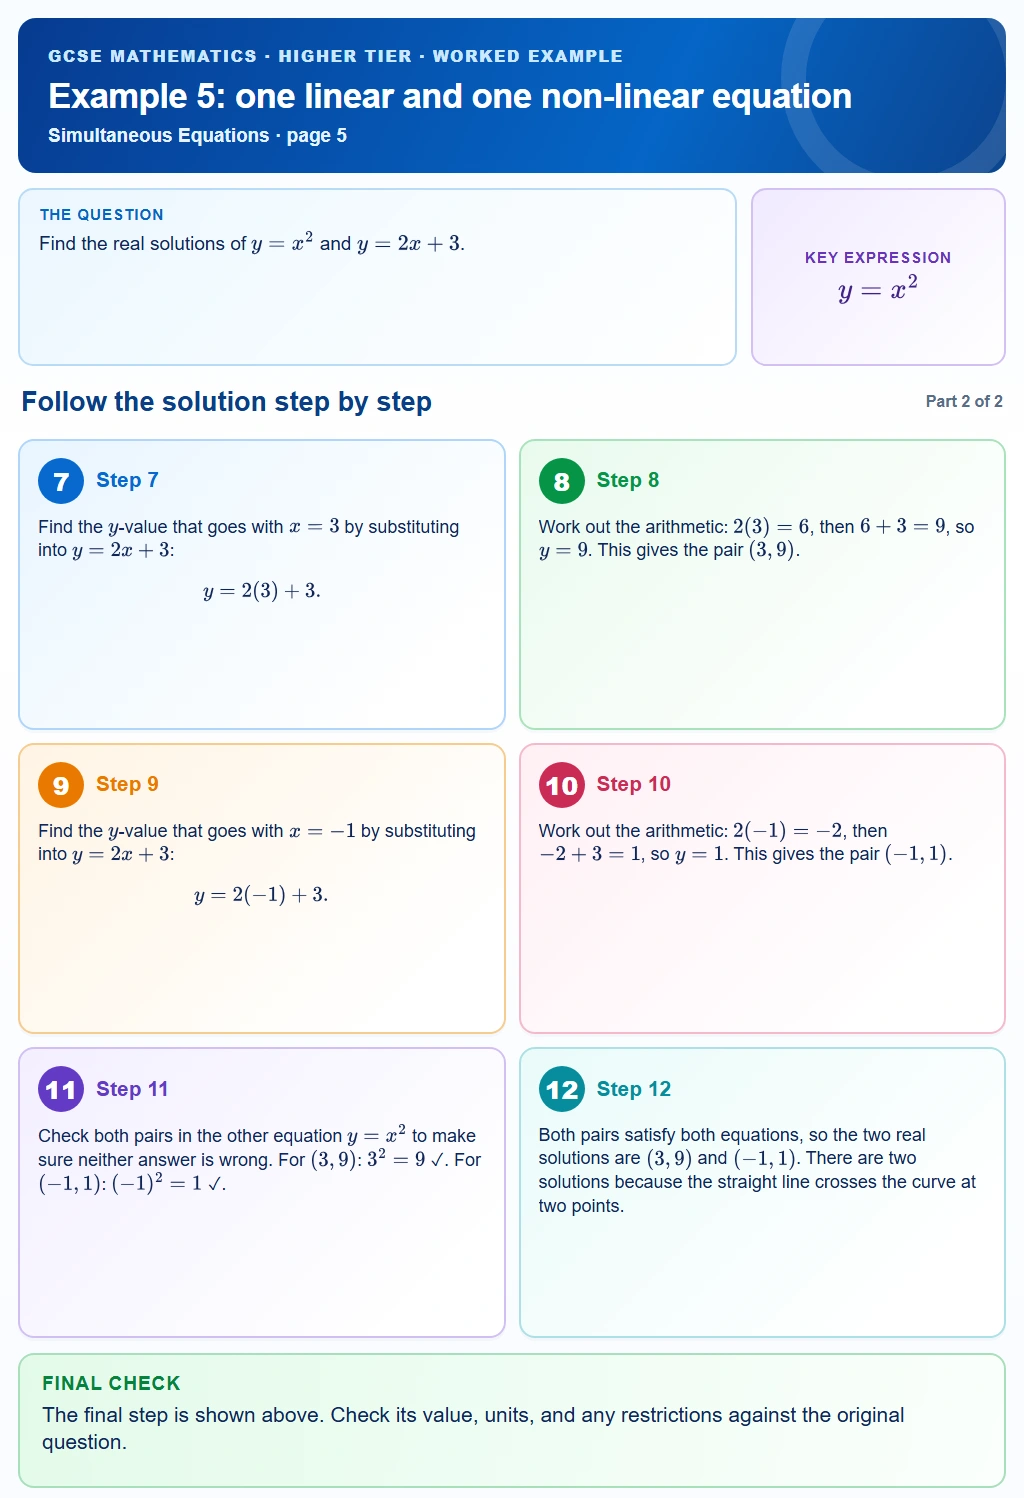 GCSE MATHEMATICS · HIGHER TIER · WORKED EXAMPLE
Example 5: one linear and one non-linear equation
Simultaneous Equations · page 5
THE QUESTION
Find the real solutions of y = x² and y = 2x + 3.
KEY EXPRESSION
y = x²
Follow the solution step by step
Part 2 of 2
7 Step 7
Find the y-value that goes with x = 3 by substituting
into y = 2x + 3:
y = 2(3) + 3.
8 Step 8
Work out the arithmetic: 2(3) = 6, then 6 + 3 = 9, so
y = 9. This gives the pair (3, 9).
9 Step 9
Find the y-value that goes with x = −1 by substituting
into y = 2x + 3:
y = 2(−1) + 3.
10 Step 10
Work out the arithmetic: 2(−1) = −2, then
−2 + 3 = 1, so y = 1. This gives the pair (−1, 1).
11 Step 11
Check both pairs in the other equation y = x² to make
sure neither answer is wrong. For (3, 9): 3² = 9 ✓. For
(−1, 1): (−1)² = 1 ✓.
12 Step 12
Both pairs satisfy both equations, so the two real
solutions are (3, 9) and (−1, 1). There are two
solutions because the straight line crosses the curve at
two points.
FINAL CHECK
The final step is shown above. Check its value, units, and any restrictions against the original
question.